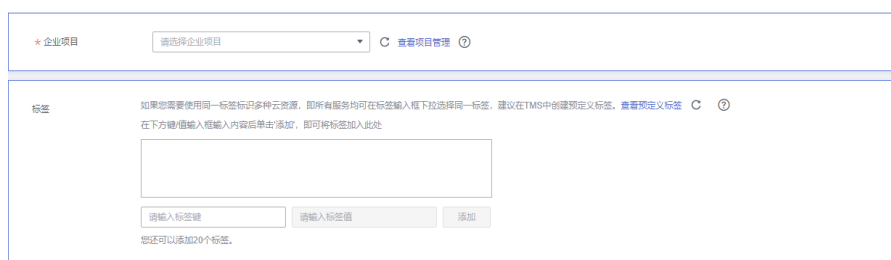 * 企业项目 请选择企业项目 C 查看项目管理 ?
标签 如果您需要使用同一标签标识多种云资源，即所有服务均可在标签输入框下拉选择同一标签，建议在TMS中创建预定义标签。查看预定义标签 C ?
在下方键/值输入框输入内容后单击'添加'，即可将标签加入此处
请输入标签键 请输入标签值 添加
您还可以添加20个标签。